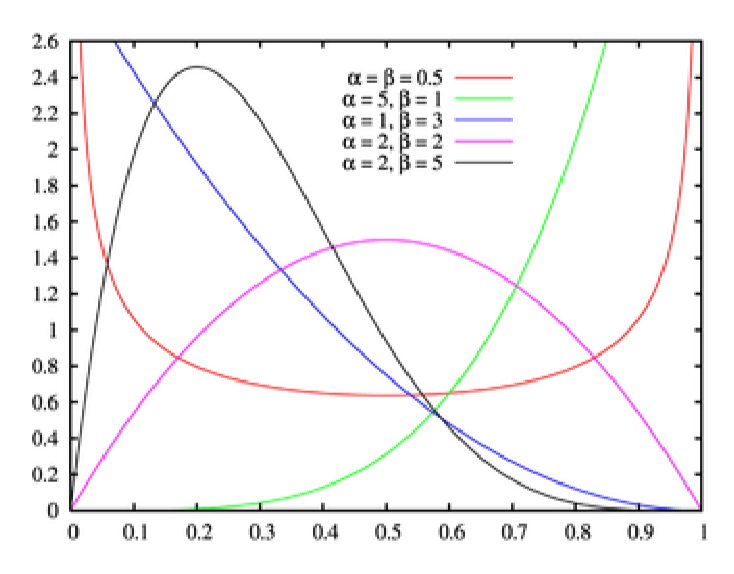 2.6
2.4
2.2
2
1.8
1.6
1.4
1.2
1
0.8
0.6
0.4
0.2
0
α = β = 0.5
α = 5, β = 1
α = 1, β = 3
α = 2, β = 2
α = 2, β = 5
0 0.1 0.2 0.3 0.4 0.5 0.6 0.7 0.8 0.9 1